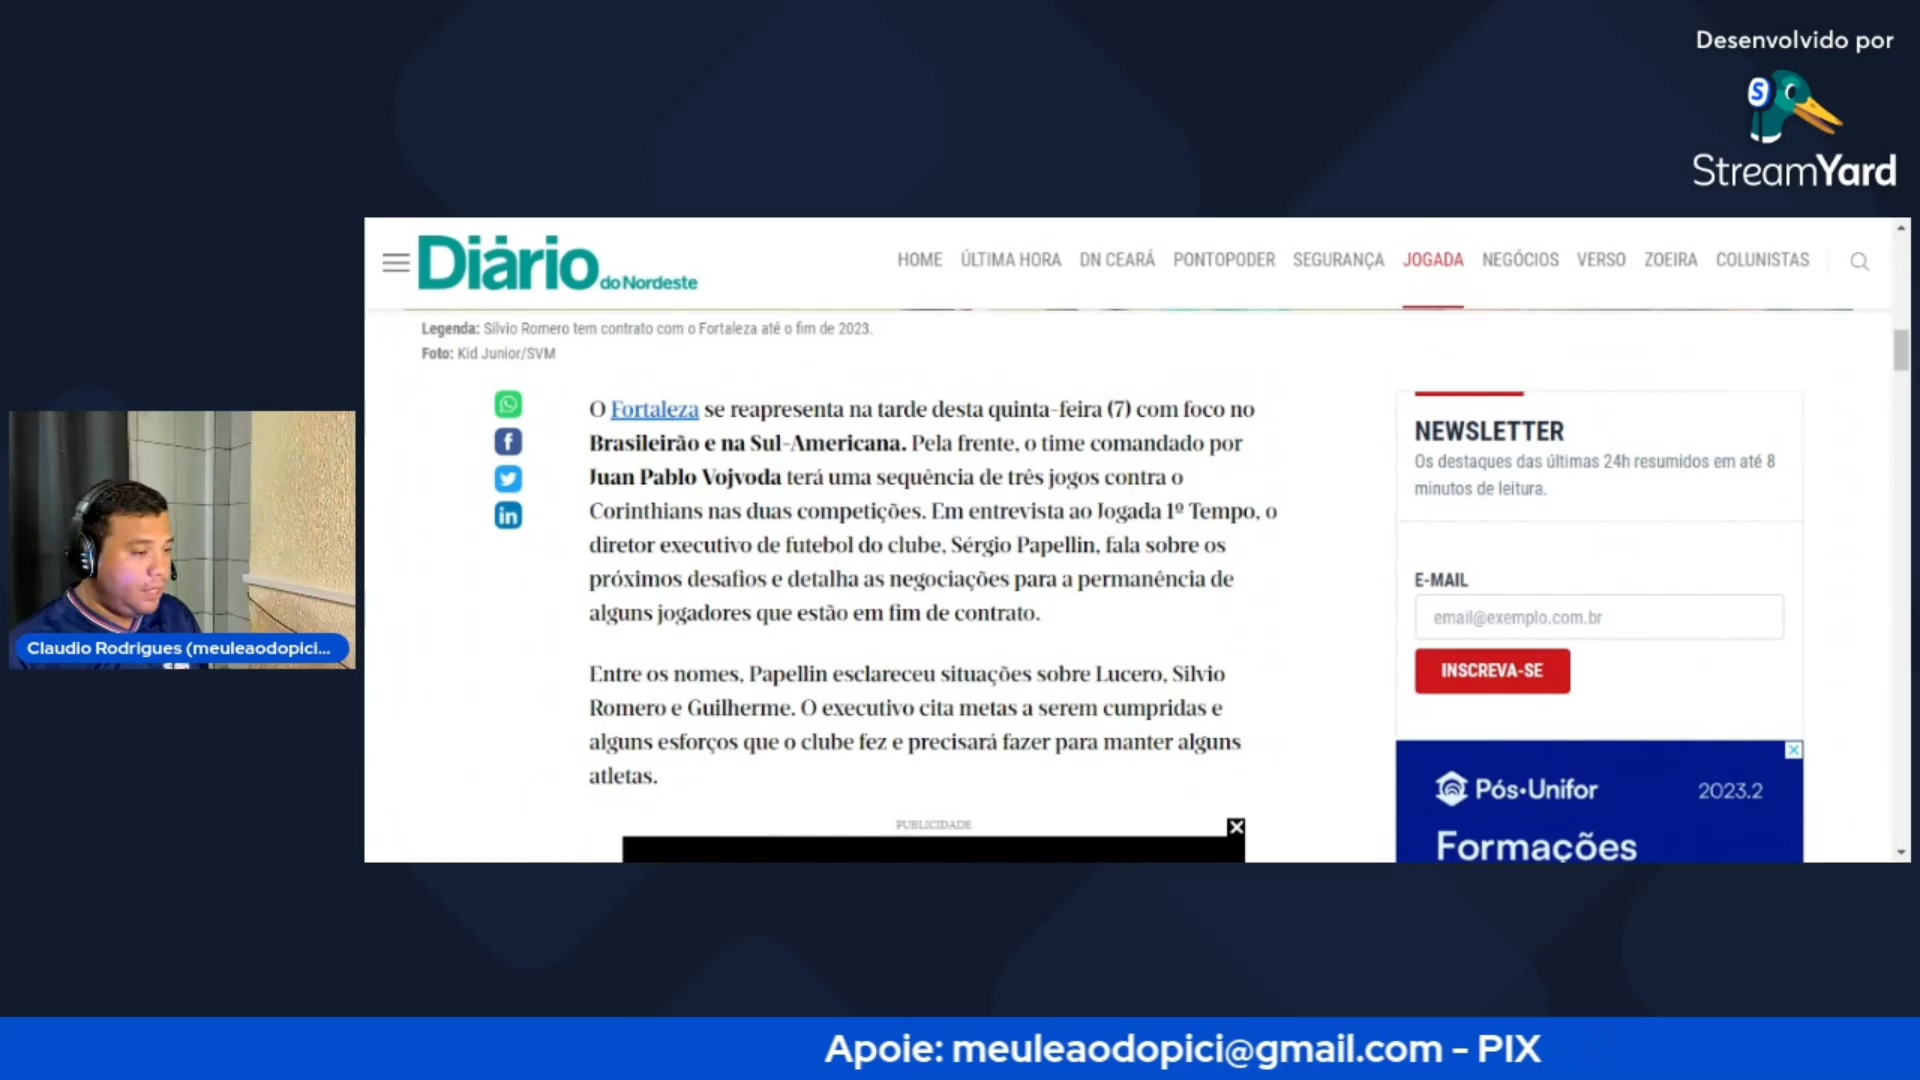 Desenvolvido por
S
StreamYard
Diário do Nordeste
HOME ÚLTIMA HORA DN CEARÁ PONTOPODER SEGURANÇA JOGADA NEGÓCIOS VERSO ZOEIRA COLUNISTAS
Legenda: Silvio Romero tem contrato com o Fortaleza até o fim de 2023.
Foto: Kid Junior/SVM
O Fortaleza se reapresenta na tarde desta quinta-feira (7) com foco no
Brasileirão e na Sul-Americana. Pela frente, o time comandado por
Juan Pablo Vojvoda terá uma sequência de três jogos contra o
Corinthians nas duas competições. Em entrevista ao Jogada 1º Tempo, o
diretor executivo de futebol do clube, Sérgio Papellin, fala sobre os
próximos desafios e detalha as negociações para a permanência de
alguns jogadores que estão em fim de contrato.
Entre os nomes, Papellin esclareceu situações sobre Lucero, Silvio
Romero e Guilherme. O executivo cita metas a serem cumpridas e
alguns esforços que o clube fez e precisará fazer para manter alguns
atletas.
PUBLICIDADE
NEWSLETTER
Os destaques das últimas 24h resumidos em até 8
minutos de leitura.
E-MAIL
email@exemplo.com.br
INSCREVA-SE
Pós•Unifor 2023.2
Formações
Claudio Rodrigues (meuleaodopici...
Apoie: meuleaodopici@gmail.com - PIX